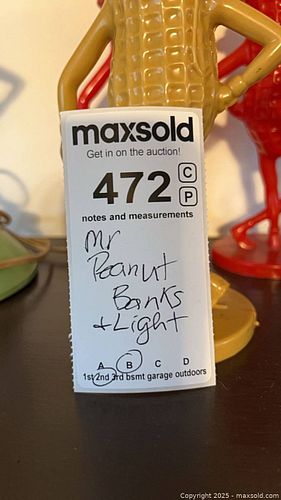 maxsold
Get in on the auction!
472 C
P
notes and measurements
Mr
Peanut
Banks
+ Light
A B C D
1st 2nd 3rd bsmt garage outdoors
Copyright 2025 - maxsold.com